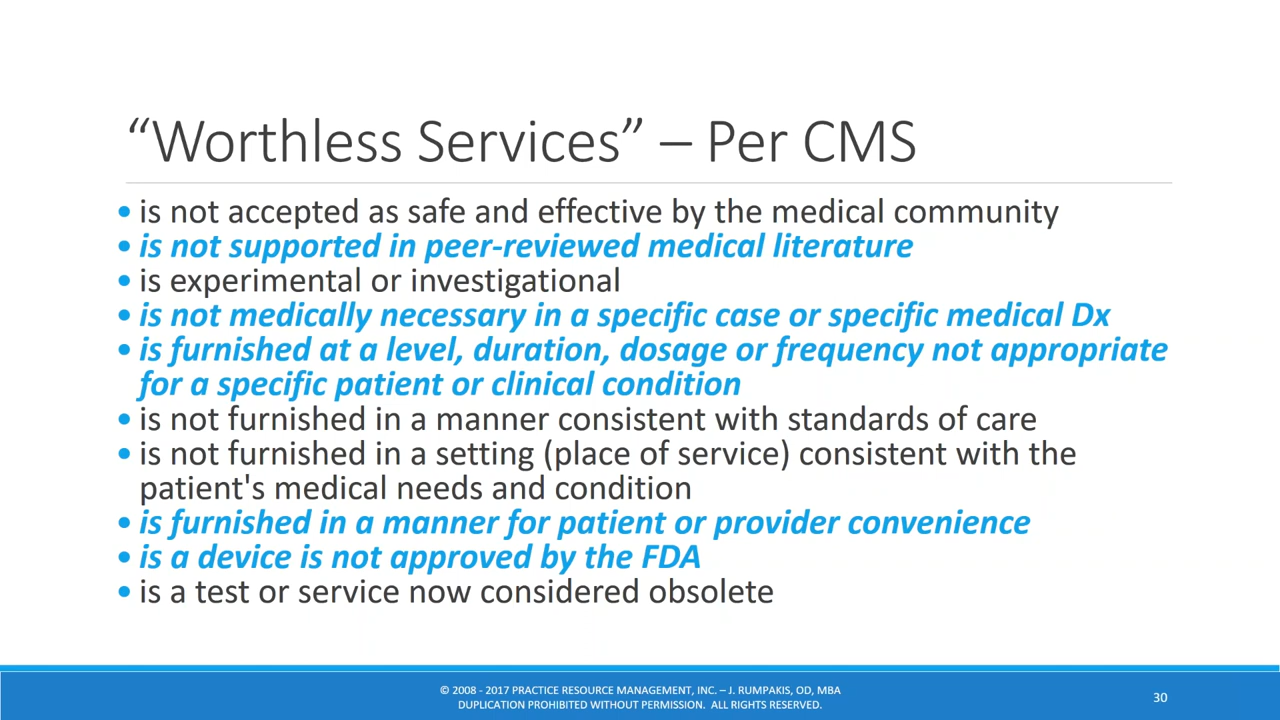 “Worthless Services” – Per CMS
• is not accepted as safe and effective by the medical community
• is not supported in peer-reviewed medical literature
• is experimental or investigational
• is not medically necessary in a specific case or specific medical Dx
• is furnished at a level, duration, dosage or frequency not appropriate
for a specific patient or clinical condition
• is not furnished in a manner consistent with standards of care
• is not furnished in a setting (place of service) consistent with the
patient's medical needs and condition
• is furnished in a manner for patient or provider convenience
• is a device is not approved by the FDA
• is a test or service now considered obsolete
© 2008 - 2017 PRACTICE RESOURCE MANAGEMENT, INC. – J. RUMPAKIS, OD, MBA
DUPLICATION PROHIBITED WITHOUT PERMISSION. ALL RIGHTS RESERVED.
30